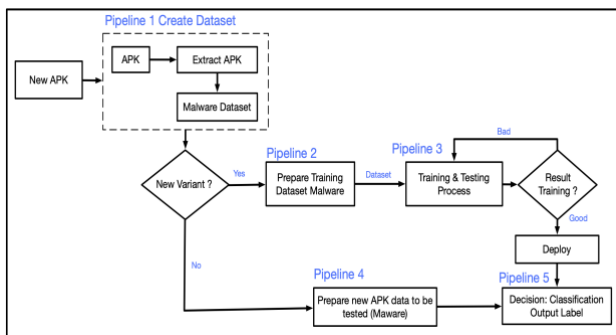 Pipeline 1 Create Dataset
New APK
APK
Extract APK
Malware Dataset
New Variant ?
Yes
Pipeline 2
Prepare Training
Dataset Malware
Dataset
Pipeline 3
Training & Testing
Process
Bad
Result
Training ?
Good
Deploy
No
Pipeline 4
Prepare new APK data to be
tested (Maware)
Pipeline 5
Decision: Classification
Output Label